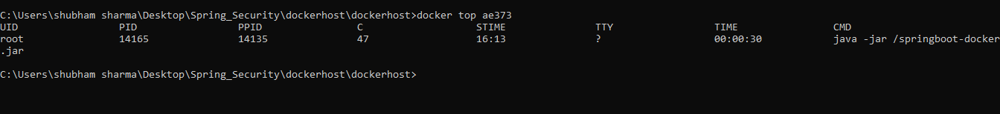 C:\Users\shubham sharma\Desktop\Spring_Security\dockerhost\dockerhost>docker top ae373
UID                 PID                 PPID                C                   STIME               TTY                 TIME                CMD
root                14165               14135               47                  16:13               ?                   00:00:30            java -jar /springboot-docker
.jar
C:\Users\shubham sharma\Desktop\Spring_Security\dockerhost\dockerhost>